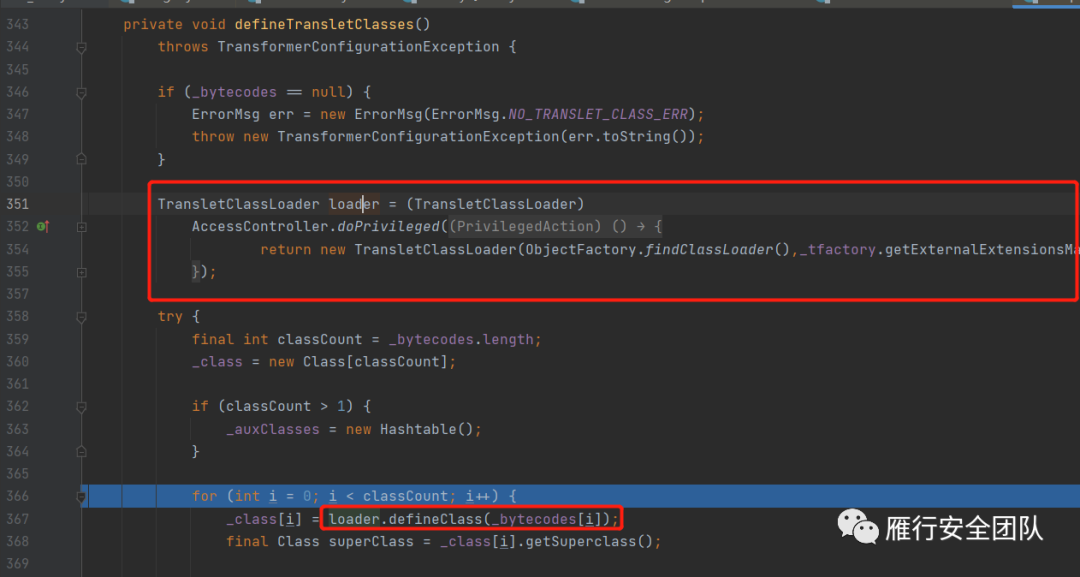 343 private void defineTransletClasses()
344 throws TransformerConfigurationException {
345
346 if (_bytecodes == null) {
347 ErrorMsg err = new ErrorMsg(ErrorMsg.NO_TRANSLET_CLASS_ERR);
348 throw new TransformerConfigurationException(err.toString());
349 }
350
351 TransletClassLoader loader = (TransletClassLoader)
352 AccessController.doPrivileged((PrivilegedAction) () → {
354 return new TransletClassLoader(ObjectFactory.findClassLoader(),_tfactory.getExternalExtensionsMa
355 });
357
358 try {
359 final int classCount = _bytecodes.length;
360 _class = new Class[classCount];
361
362 if (classCount > 1) {
363 _auxClasses = new Hashtable();
364 }
365
366 for (int i = 0; i < classCount; i++) {
367 _class[i] = loader.defineClass(_bytecodes[i]);
368 final Class superClass = _class[i].getSuperclass();
369
雁行安全团队